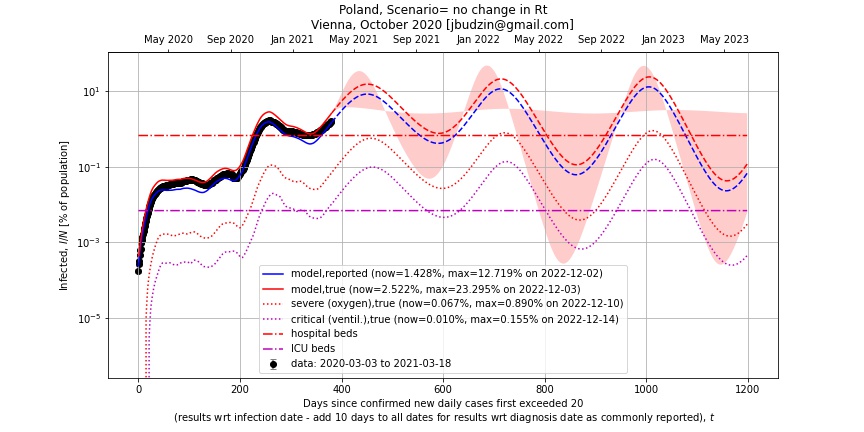 Poland, Scenario= no change in Rt
Vienna, October 2020 [jbudzin@gmail.com]
May 2020 Sep 2020 Jan 2021 May 2021 Sep 2021 Jan 2022 May 2022 Sep 2022 Jan 2023 May 2023
Infected, I/N [% of population]
10¹
10⁻¹
10⁻³
10⁻⁵
model,reported (now=1.428%, max=12.719% on 2022-12-02)
model,true (now=2.522%, max=23.295% on 2022-12-03)
severe (oxygen),true (now=0.067%, max=0.890% on 2022-12-10)
critical (ventil.),true (now=0.010%, max=0.155% on 2022-12-14)
hospital beds
ICU beds
data: 2020-03-03 to 2021-03-18
0 200 400 600 800 1000 1200
Days since confirmed new daily cases first exceeded 20
(results wrt infection date - add 10 days to all dates for results wrt diagnosis date as commonly reported), t